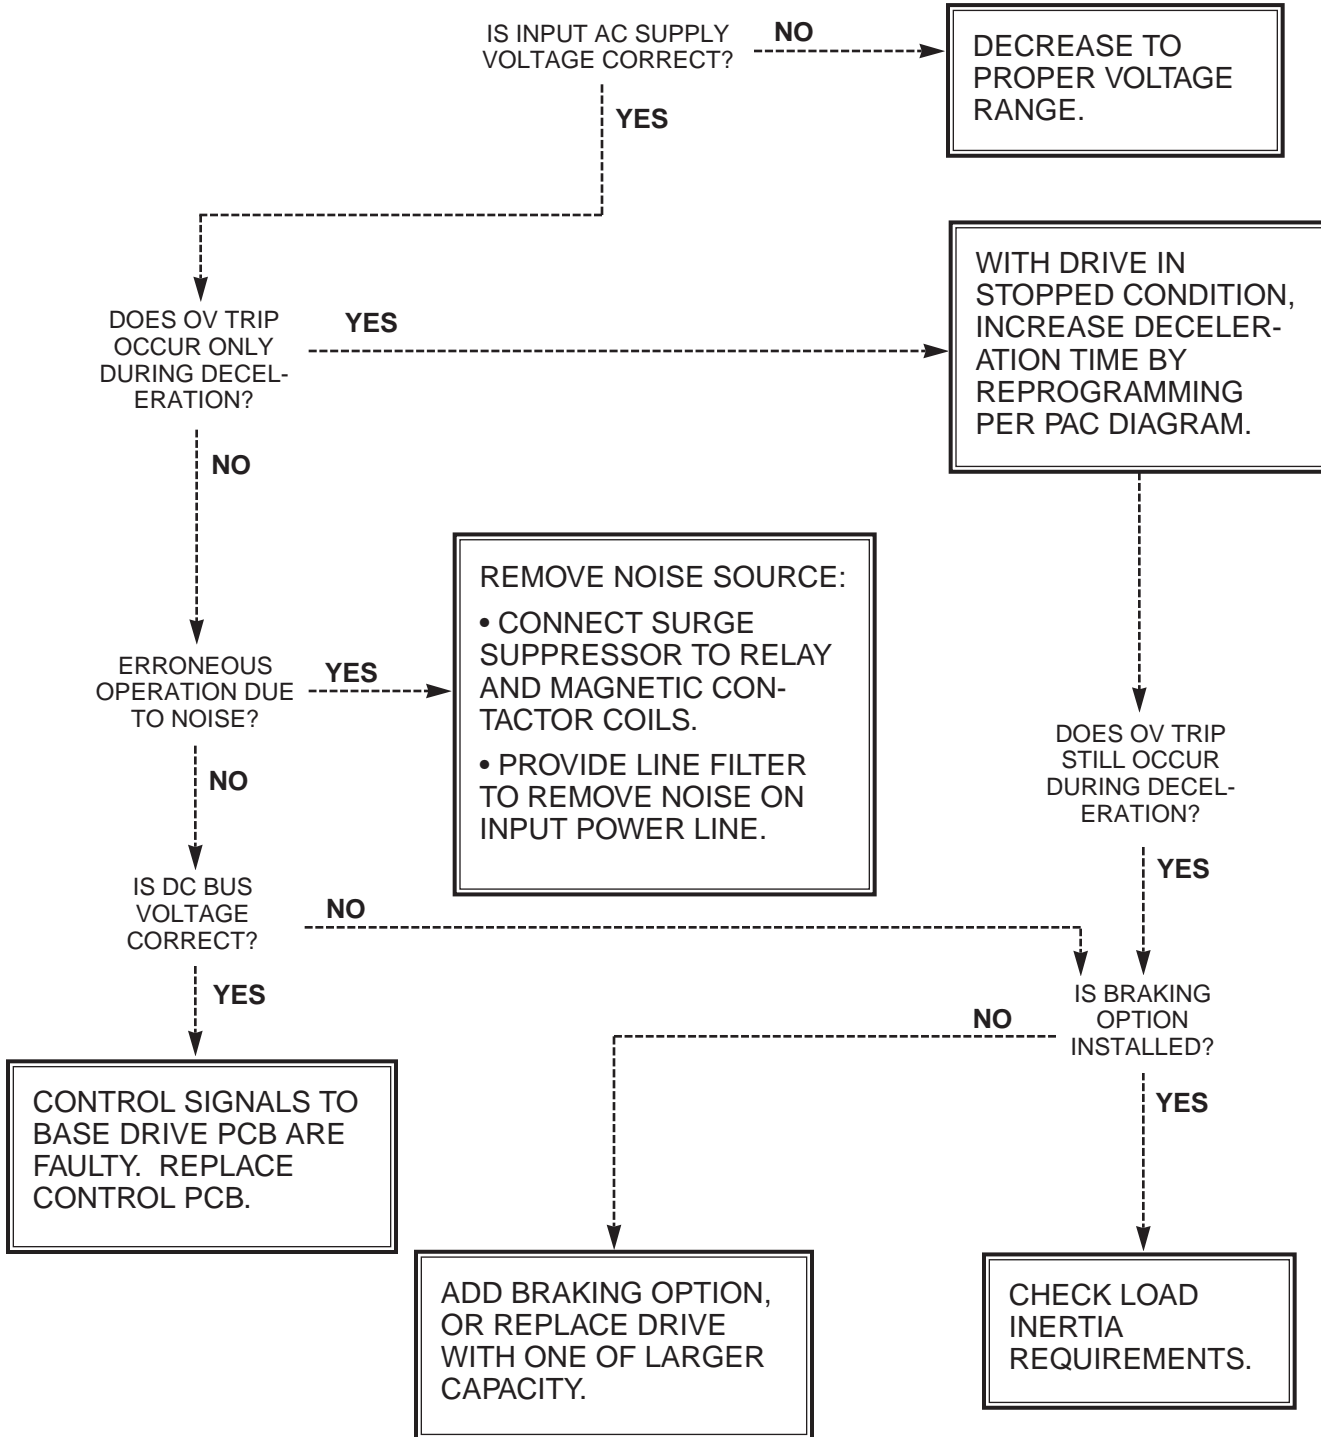 IS INPUT AC SUPPLY
VOLTAGE CORRECT?
NO
DECREASE TO
PROPER VOLTAGE
RANGE.
YES
DOES OV TRIP
OCCUR ONLY
DURING DECEL-
ERATION?
YES
WITH DRIVE IN
STOPPED CONDITION,
INCREASE DECELER-
ATION TIME BY
REPROGRAMMING
PER PAC DIAGRAM.
NO
ERRONEOUS
OPERATION DUE
TO NOISE?
YES
REMOVE NOISE SOURCE:
• CONNECT SURGE
SUPPRESSOR TO RELAY
AND MAGNETIC CON-
TACTOR COILS.
• PROVIDE LINE FILTER
TO REMOVE NOISE ON
INPUT POWER LINE.
DOES OV TRIP
STILL OCCUR
DURING DECEL-
ERATION?
NO
YES
IS DC BUS
VOLTAGE
CORRECT?
NO
YES
IS BRAKING
OPTION
INSTALLED?
NO
YES
CONTROL SIGNALS TO
BASE DRIVE PCB ARE
FAULTY.  REPLACE
CONTROL PCB.
ADD BRAKING OPTION,
OR REPLACE DRIVE
WITH ONE OF LARGER
CAPACITY.
CHECK LOAD
INERTIA
REQUIREMENTS.